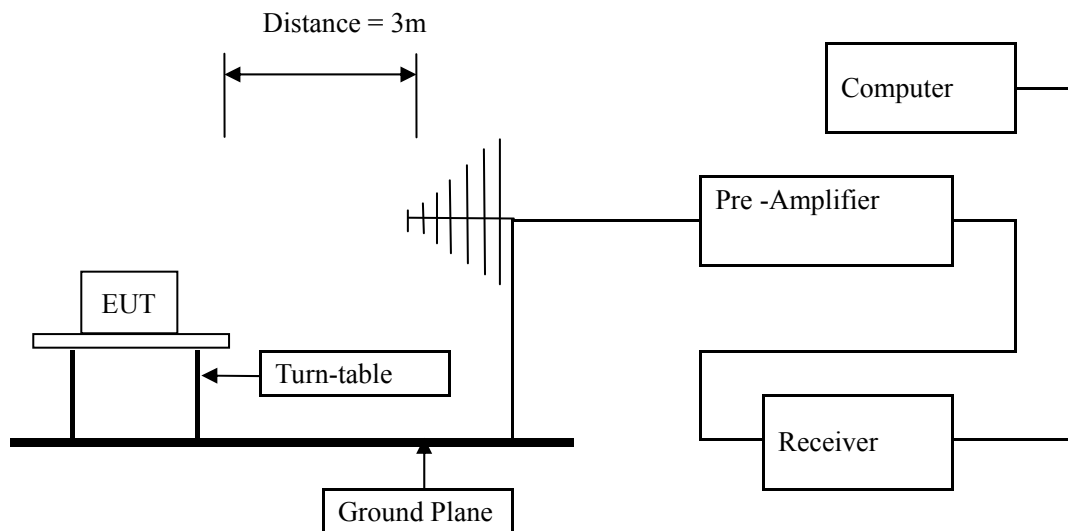 Distance = 3m
Computer
Pre -Amplifier
EUT
Turn-table
Receiver
Ground Plane